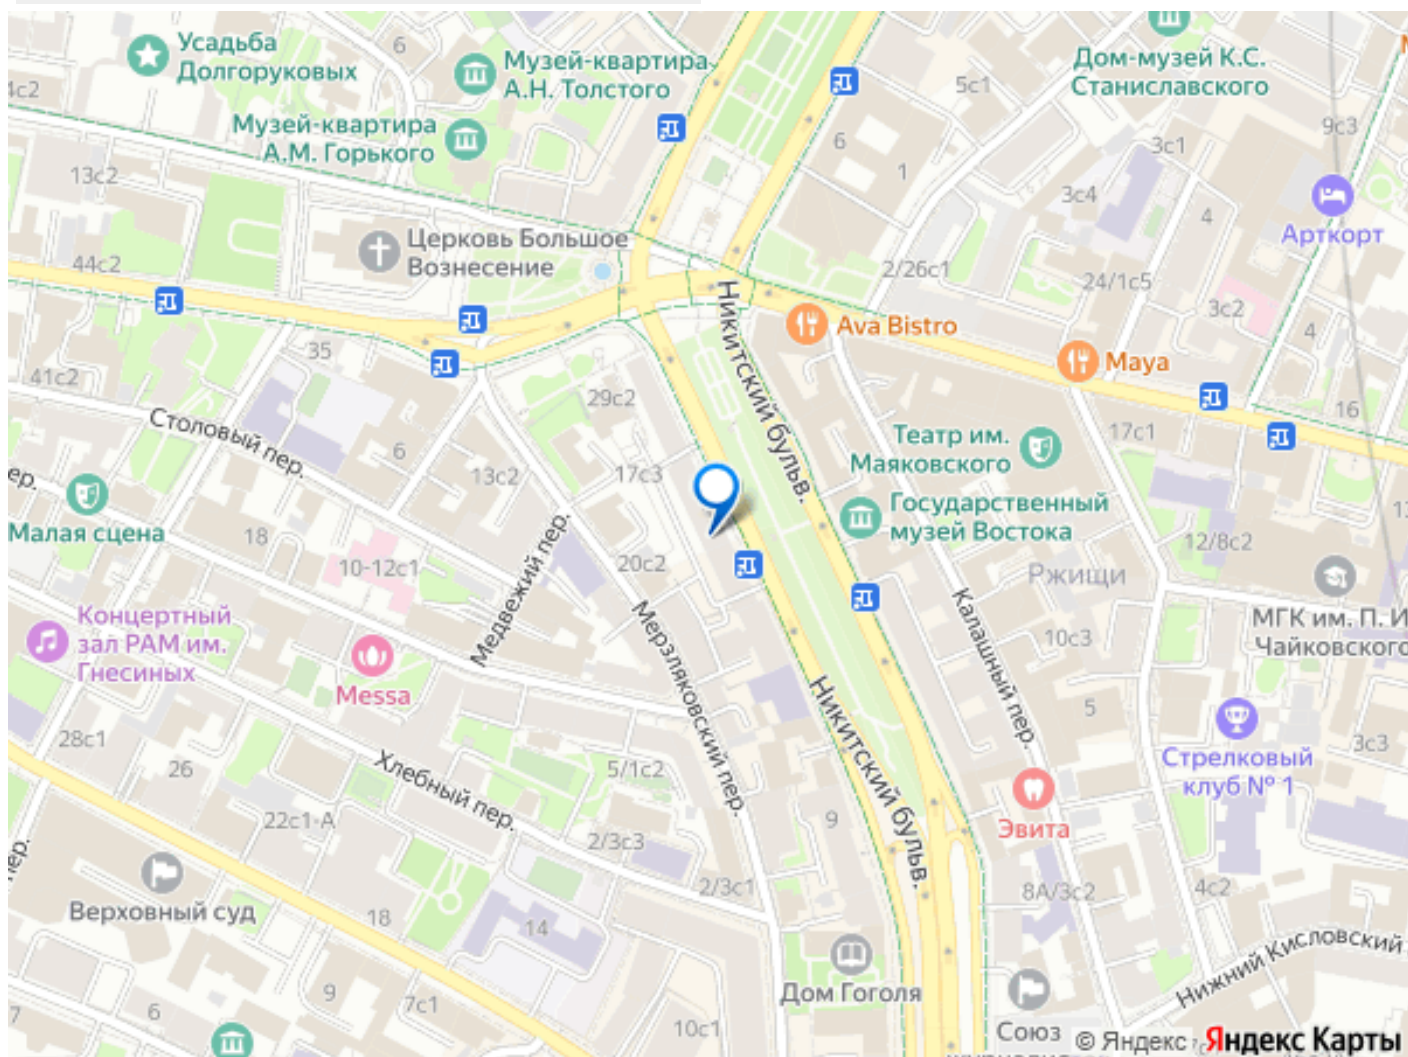 Усадьба
Долгоруковых
6
Музей-квартира
А.Н. Толстого
Дом-музей К.С.
Станиславского
5с1
4с2
Музей-квартира
А.М. Горького
6
1
9с3
3с1
13с2
3с4
4
Арткорт
Церковь Большое
Вознесение
44с2
2/26с1
24/1с5
3с2
4
Никитский бульв.
Ava Bistro
Maya
35
41с2
29с2
16
Столовый пер.
6
13с2
17с3
Театр им.
Маяковского
17с1
Государственный
музей Востока
Малая сцена
18
10-12с1
Медвежий пер.
20с2
12/8с2
Ржищи
Калашный пер.
10с3
МГК им. П. И
Чайковского
Концертный
зал РАМ им.
Гнесиных
Messa
Мерзляковский пер.
Никитский бульв.
5
28с1
26
Хлебный пер.
5/1с2
Стрелковый
клуб № 1
3с3
22с1-А
2/3с3
9
Эвита
2/3с1
8А/3с2
4с2
Верховный суд
18
14
Дом Гоголя
Нижний Кисловский
9
7с1
6
7
10с1
Союз
© Яндекс
Яндекс Карты